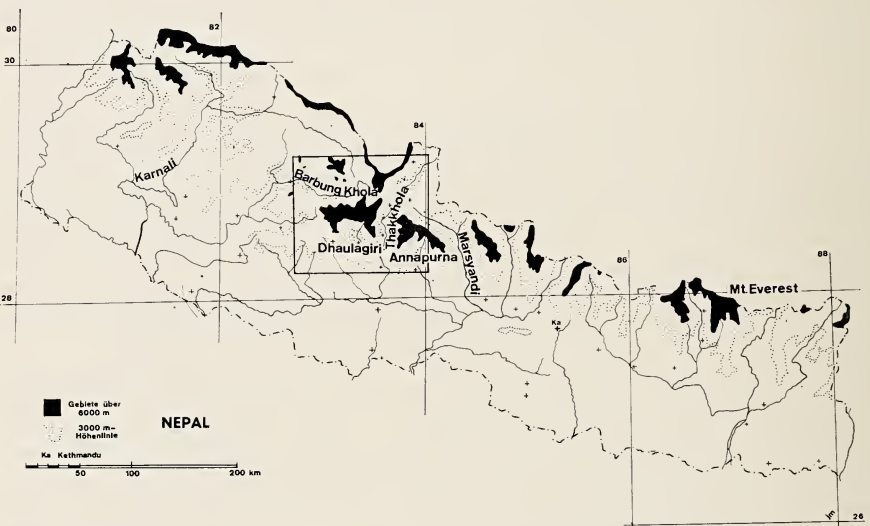 80
82
30
84
Karnali
Barbung Khola
Thakkhola
Dhaulagiri
Annapurna
Marsyandi
86
88
Mt. Everest
28
Ka
Gebiete über
6000 m
3000 m-
Höhenlinie
NEPAL
Ka Kathmandu
50 100 200 km
jm
26